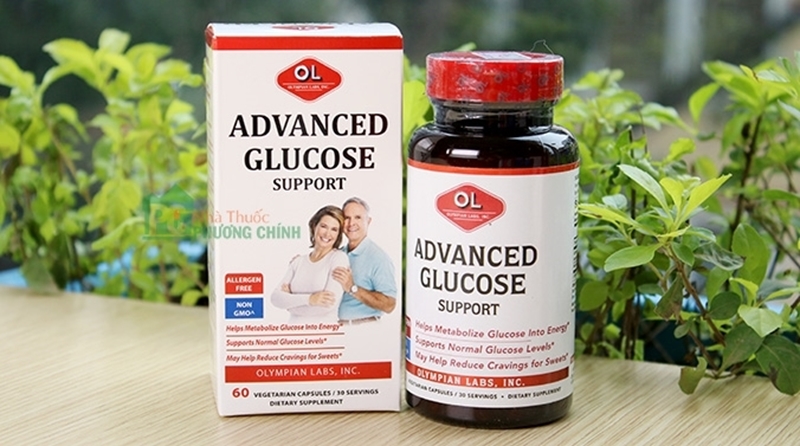 OL
OLYMPIAN LABS, INC.
ADVANCED
GLUCOSE
SUPPORT
Nhà Thuốc
PHƯƠNG CHÍNH
ALLERGEN
FREE
NON
GMO^
Helps Metabolize Glucose Into Energy*
Supports Normal Glucose Levels*
May Help Reduce Cravings for Sweets*
OLYMPIAN LABS, INC.
60 VEGETARIAN CAPSULES / 30 SERVINGS
DIETARY SUPPLEMENT
OL
OLYMPIAN LABS, INC.
ADVANCED
GLUCOSE
SUPPORT
Helps Metabolize Glucose Into Energy*
Supports Normal Glucose Levels*
May Help Reduce Cravings for Sweets*
OLYMPIAN LABS, INC.
VEGETARIAN CAPSULES / 30 SERVINGS • DIETARY SUPPLEMENT